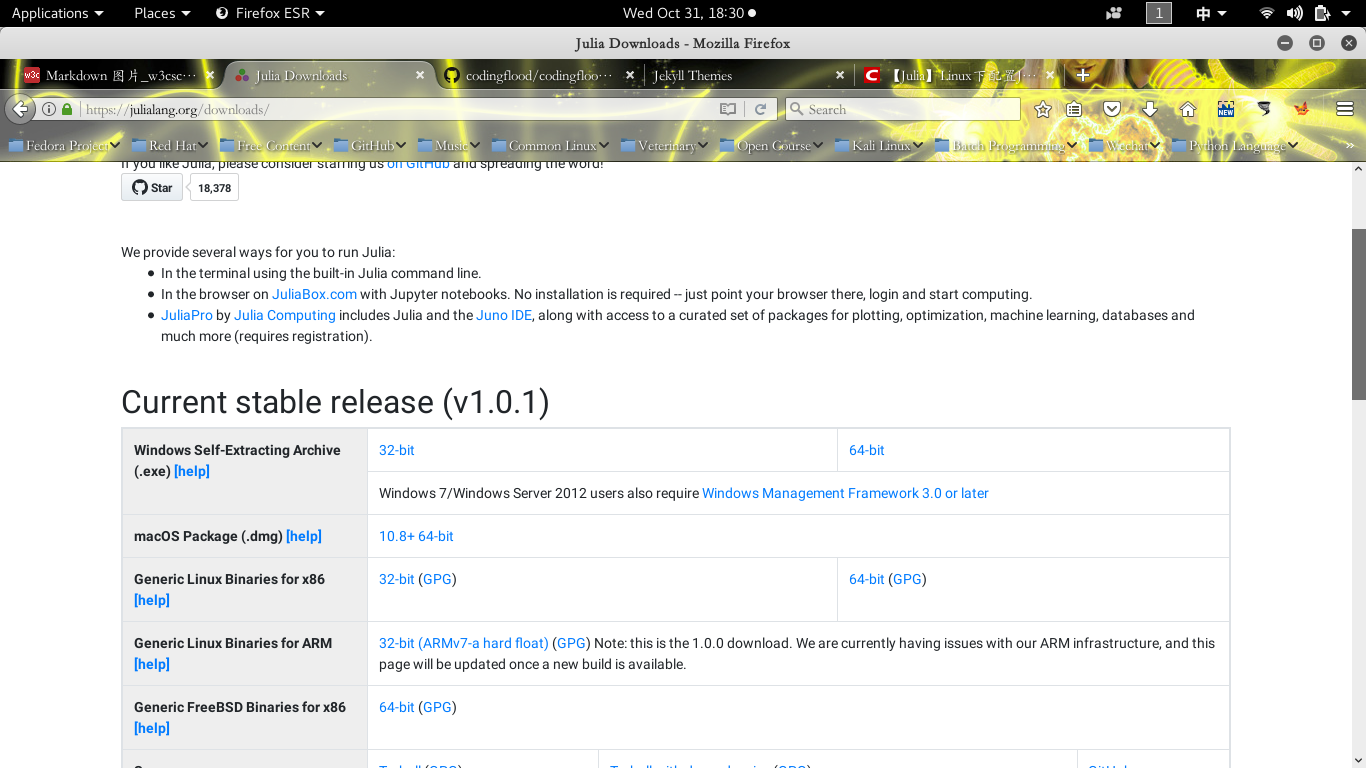 Applications Places Firefox ESR Wed Oct 31, 18:30 1 中
Julia Downloads - Mozilla Firefox
w3c Markdown 图片_w3csc… Julia Downloads codingflood/codingfloo… Jekyll Themes C 【Julia】Linux下配置J…
https://julialang.org/downloads/ Search NEW
Fedora Project Red Hat Free Content GitHub Music Common Linux Veterinary Open Course Kali Linux Batch Programming Wechat Python Language »
If you like Julia, please consider starring us on GitHub and spreading the word!
Star 18,378
We provide several ways for you to run Julia:
In the terminal using the built-in Julia command line.
In the browser on JuliaBox.com with Jupyter notebooks. No installation is required -- just point your browser there, login and start computing.
JuliaPro by Julia Computing includes Julia and the Juno IDE, along with access to a curated set of packages for plotting, optimization, machine learning, databases and
much more (requires registration).
Current stable release (v1.0.1)
Windows Self-Extracting Archive 32-bit 64-bit
(.exe) [help]
Windows 7/Windows Server 2012 users also require Windows Management Framework 3.0 or later
macOS Package (.dmg) [help] 10.8+ 64-bit
Generic Linux Binaries for x86 32-bit (GPG) 64-bit (GPG)
[help]
Generic Linux Binaries for ARM 32-bit (ARMv7-a hard float) (GPG) Note: this is the 1.0.0 download. We are currently having issues with our ARM infrastructure, and this
[help] page will be updated once a new build is available.
Generic FreeBSD Binaries for x86 64-bit (GPG)
[help]